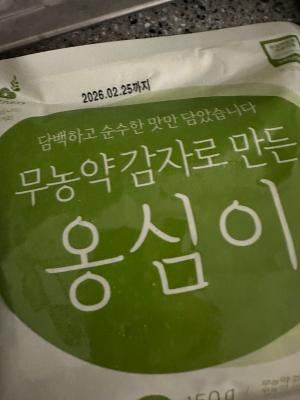 2026.02.25까지
담백하고 순수한 맛만 담았습니다
무농약 감자로 만든
옹심이
150g